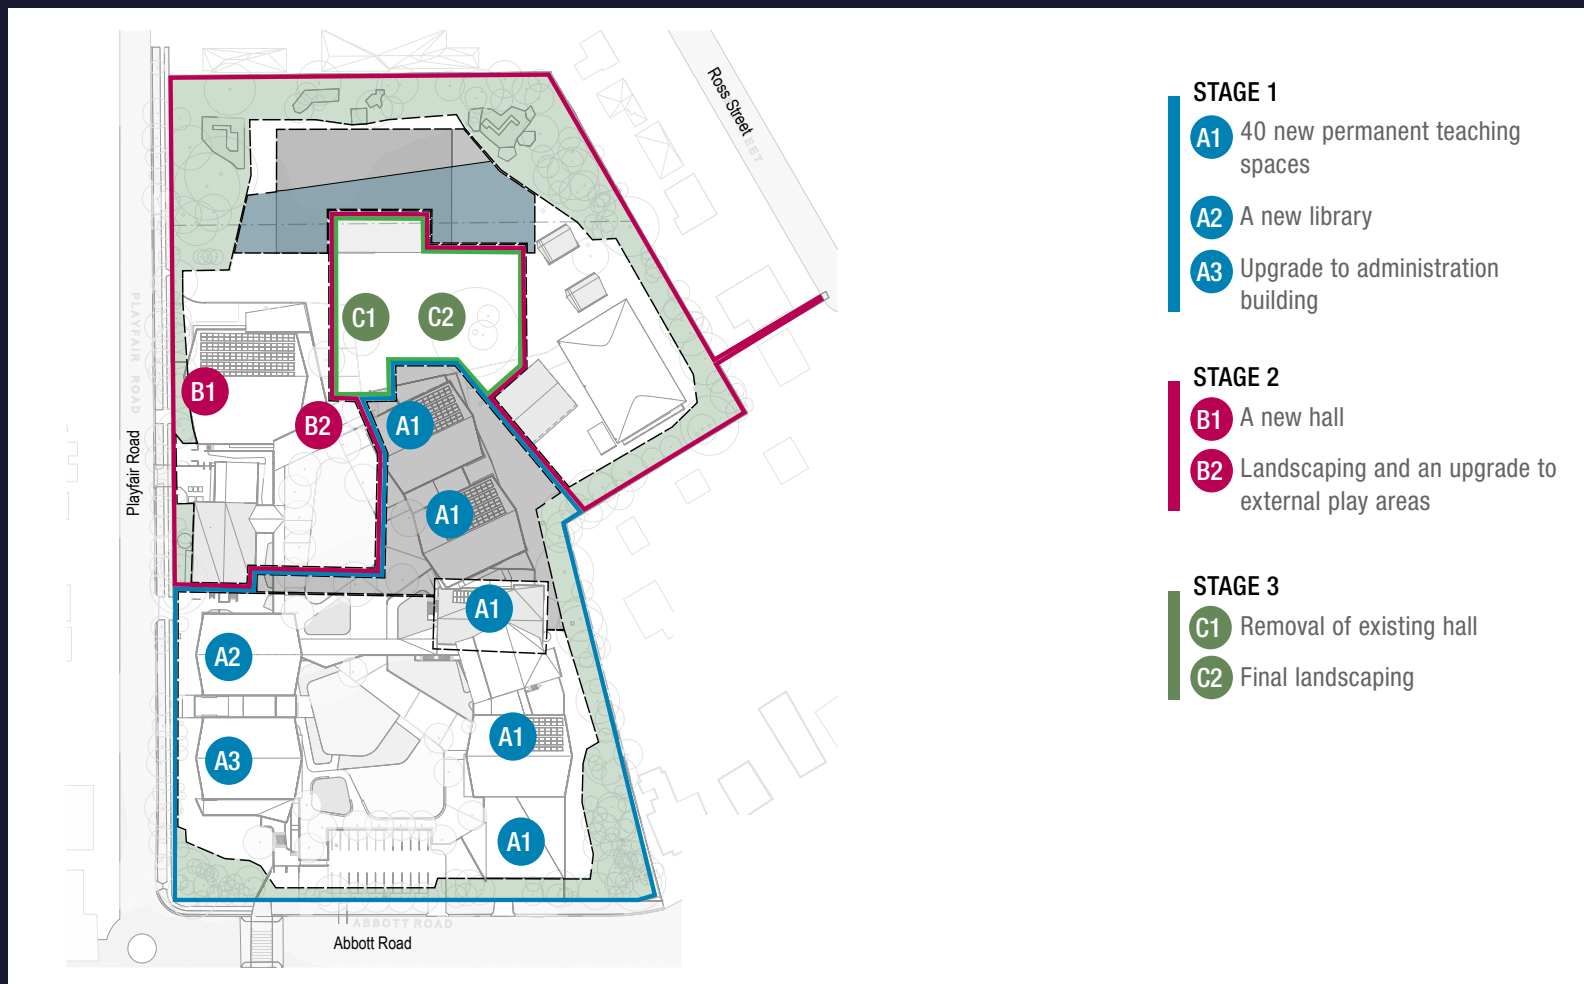 Ross Street
EET
PLAYFAIR ROAD
Playfair Road
C1
C2
B1
B2
A1
A1
A1
A2
A1
A3
A1
ABBOTT ROAD
Abbott Road
STAGE 1
A1 40 new permanent teaching
spaces
A2 A new library
A3 Upgrade to administration
building
STAGE 2
B1 A new hall
B2 Landscaping and an upgrade to
external play areas
STAGE 3
C1 Removal of existing hall
C2 Final landscaping